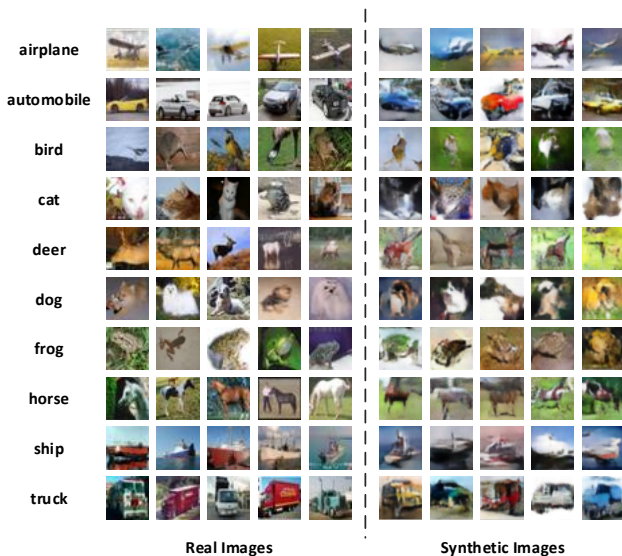 airplane
automobile
bird
cat
deer
dog
frog
horse
ship
truck
Real Images
Synthetic Images